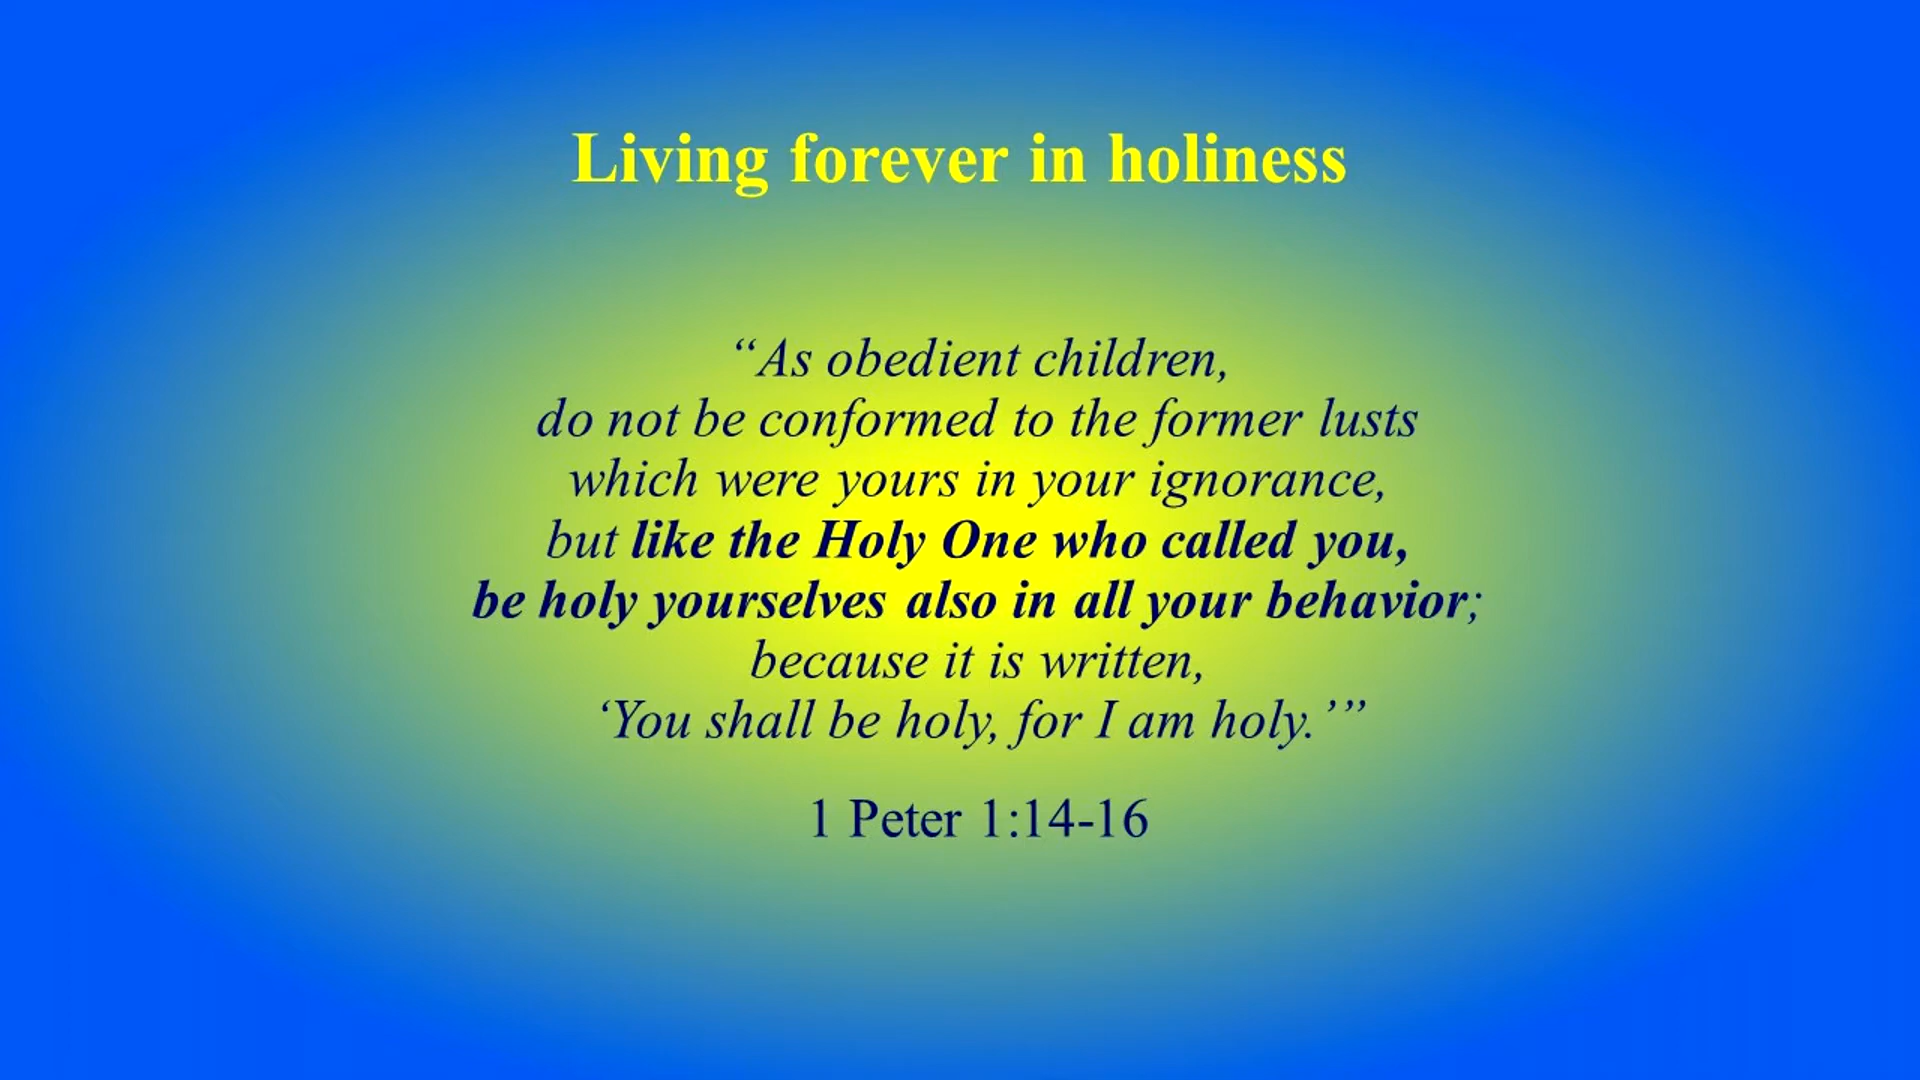 Living forever in holiness
“As obedient children,
do not be conformed to the former lusts
which were yours in your ignorance,
but like the Holy One who called you,
be holy yourselves also in all your behavior;
because it is written,
‘You shall be holy, for I am holy.’”
1 Peter 1:14-16